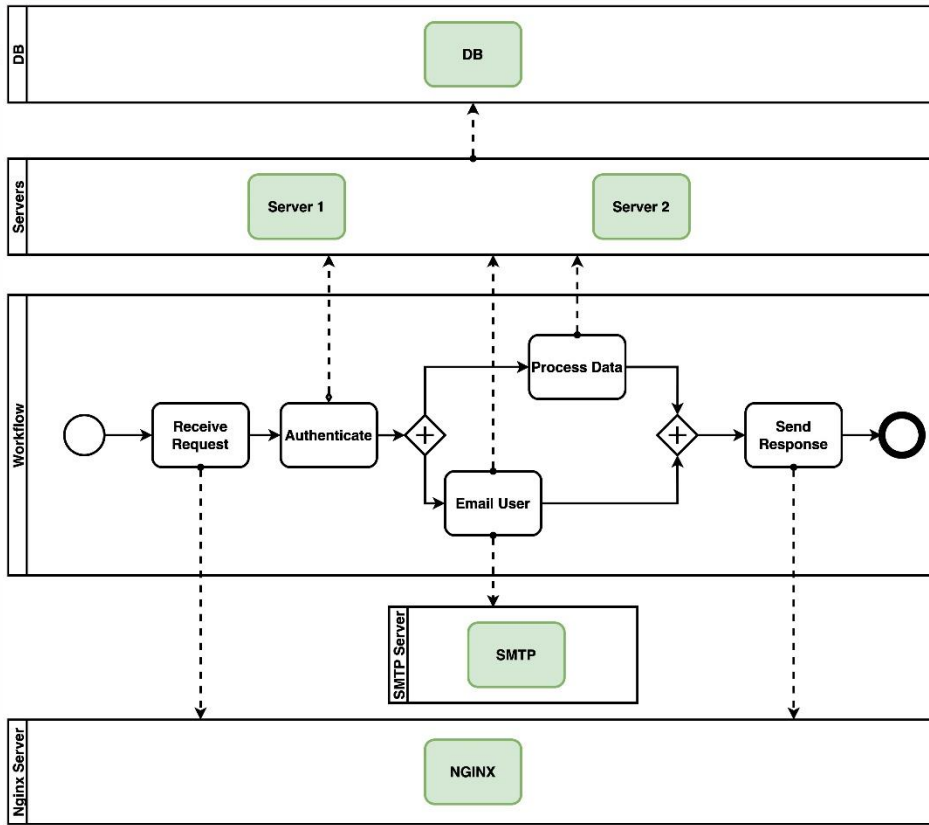 DB
DB
Servers
Server 1
Server 2
Workflow
Receive
Request
Authenticate
Process Data
Email User
Send
Response
SMTP Server
SMTP
Nginx Server
NGINX